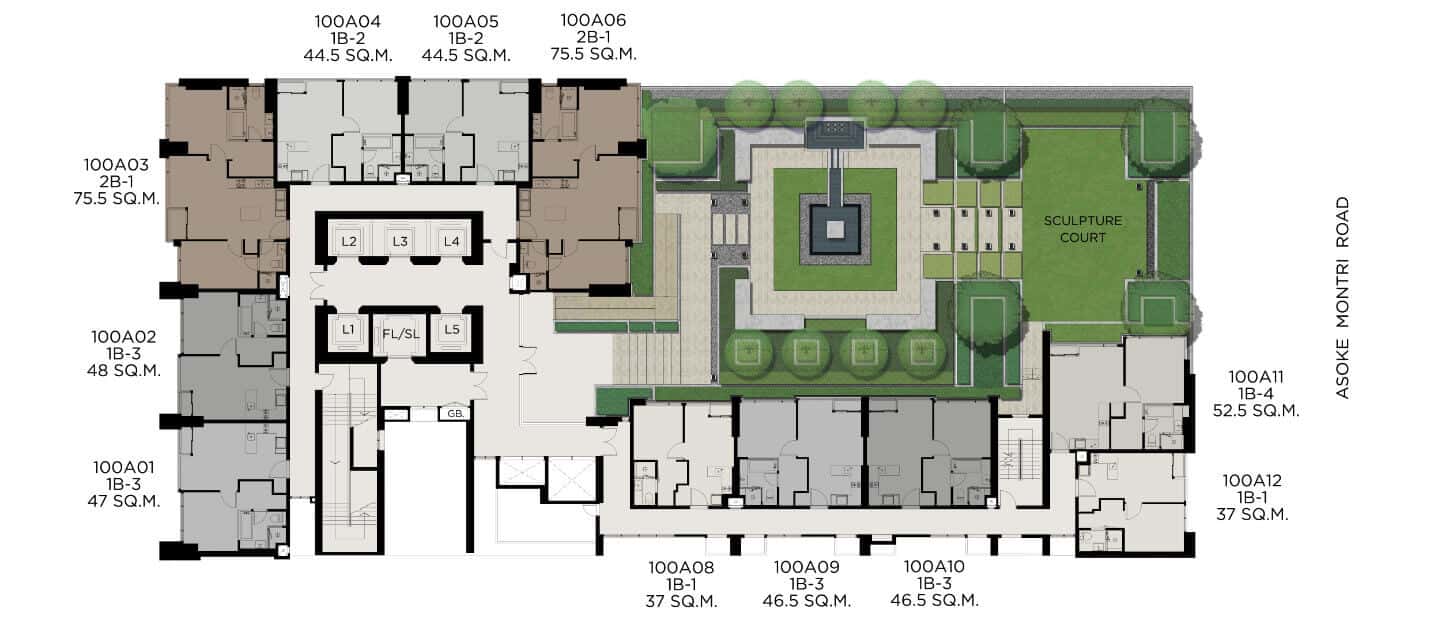 100A04
1B-2
44.5 SQ.M.
100A05
1B-2
44.5 SQ.M.
100A06
2B-1
75.5 SQ.M.
100A03
2B-1
75.5 SQ.M.
L2
L3
L4
SCULPTURE
COURT
ASOKE MONTRI ROAD
L1
FL/SL
L5
100A02
1B-3
48 SQ.M.
GB.
100A11
1B-4
52.5 SQ.M.
100A01
1B-3
47 SQ.M.
100A12
1B-1
37 SQ.M.
100A08
1B-1
37 SQ.M.
100A09
1B-3
46.5 SQ.M.
100A10
1B-3
46.5 SQ.M.